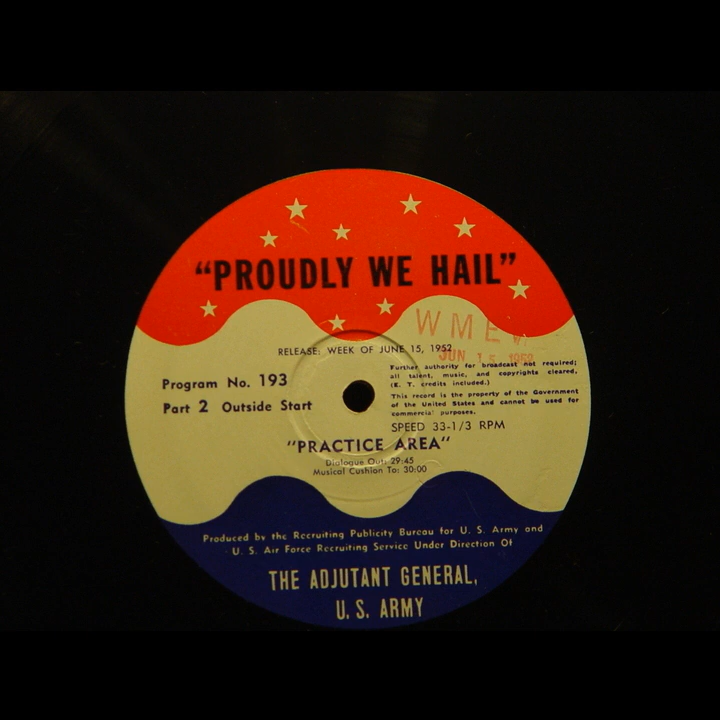 "PROUDLY WE HAIL"
WMEV
RELEASE: WEEK OF JUNE 15, 1952
JUN 15 1952
Program No. 193
Part 2 Outside Start
Further authority for broadcast not required;
all talent, music, and copyrights cleared.
(E. T. credits included.)
This record is the property of the Government
of the United States and cannot be used for
commercial purposes.
SPEED 33-1/3 RPM
"PRACTICE AREA"
Dialogue Out: 29:45
Musical Cushion To: 30:00
Produced by the Recruiting Publicity Bureau for U. S. Army and
U. S. Air Force Recruiting Service Under Direction Of
THE ADJUTANT GENERAL,
U. S. ARMY